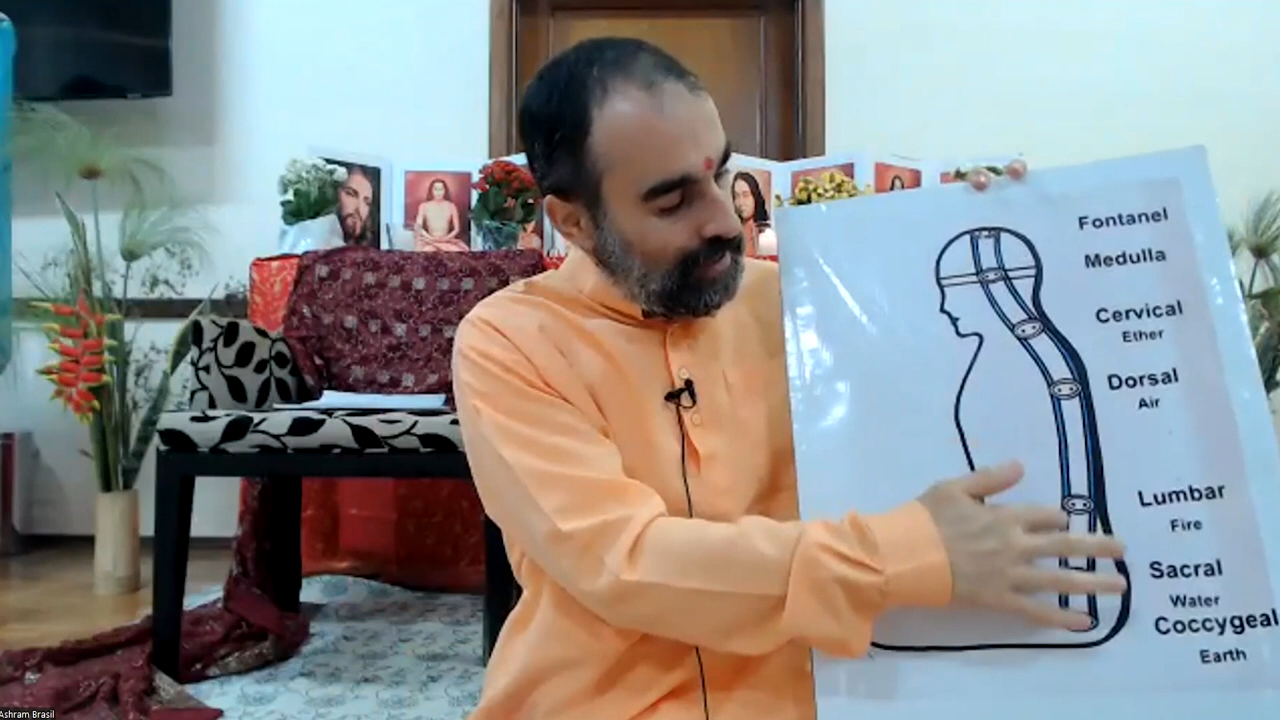 Fontanel
Medulla
Cervical
Ether
Dorsal
Air
Lumbar
Fire
Sacral
Water
Coccygeal
Earth
Ashram Brasil